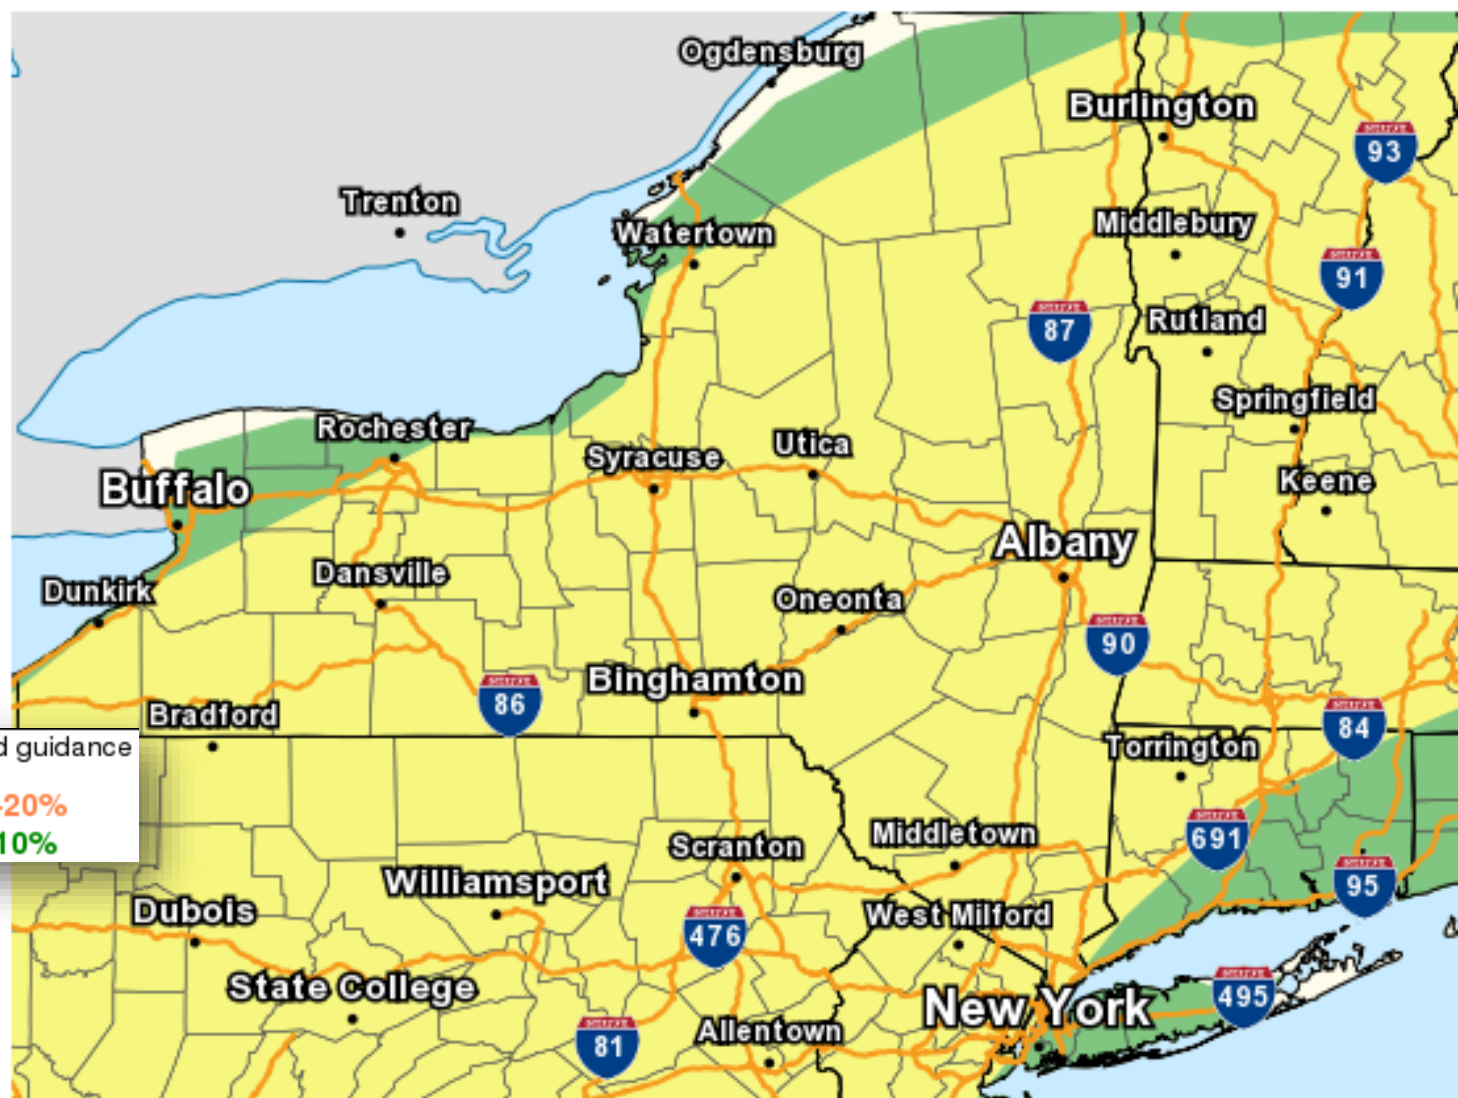 Ogdensburg
Burlington
93
Trenton
Watertown
Middlebury
91
87
Rutland
Springfield
Rochester
Syracuse
Utica
Buffalo
Keene
Albany
Dansville
Dunkirk
Oneonta
90
Binghamton
86
Bradford
84
d guidance
Torrington
-20%
10%
691
Middletown
Scranton
Williamsport
95
Dubois
West Milford
476
State College
495
New York
Allentown
81